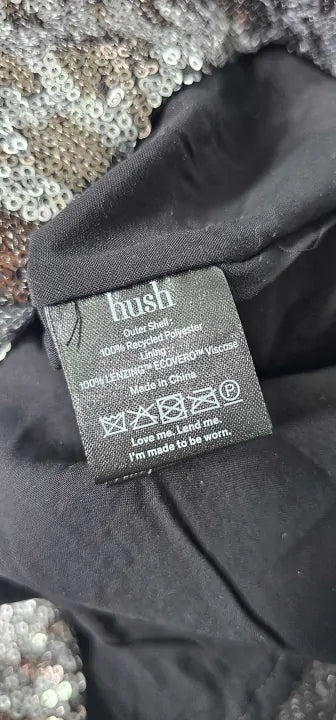 hush
Outer Shell:
100% Recycled Polyester
Lining:
100% LENZING™ ECOVERO™ Viscose
Made in China
P
Love me. Lend me.
I'm made to be worn.